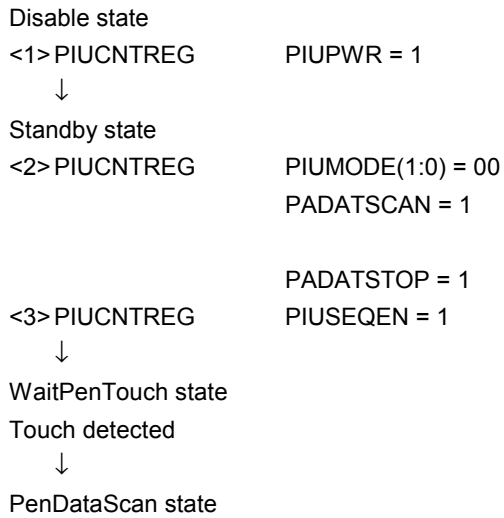 Disable state
<1> PIUCNTREG PIUPWR = 1
↓
Standby state
<2> PIUCNTREG PIUMODE(1:0) = 00
PADATSCAN = 1
PADATSTOP = 1
<3> PIUCNTREG PIUSEQEN = 1
↓
WaitPenTouch state
Touch detected
↓
PenDataScan state